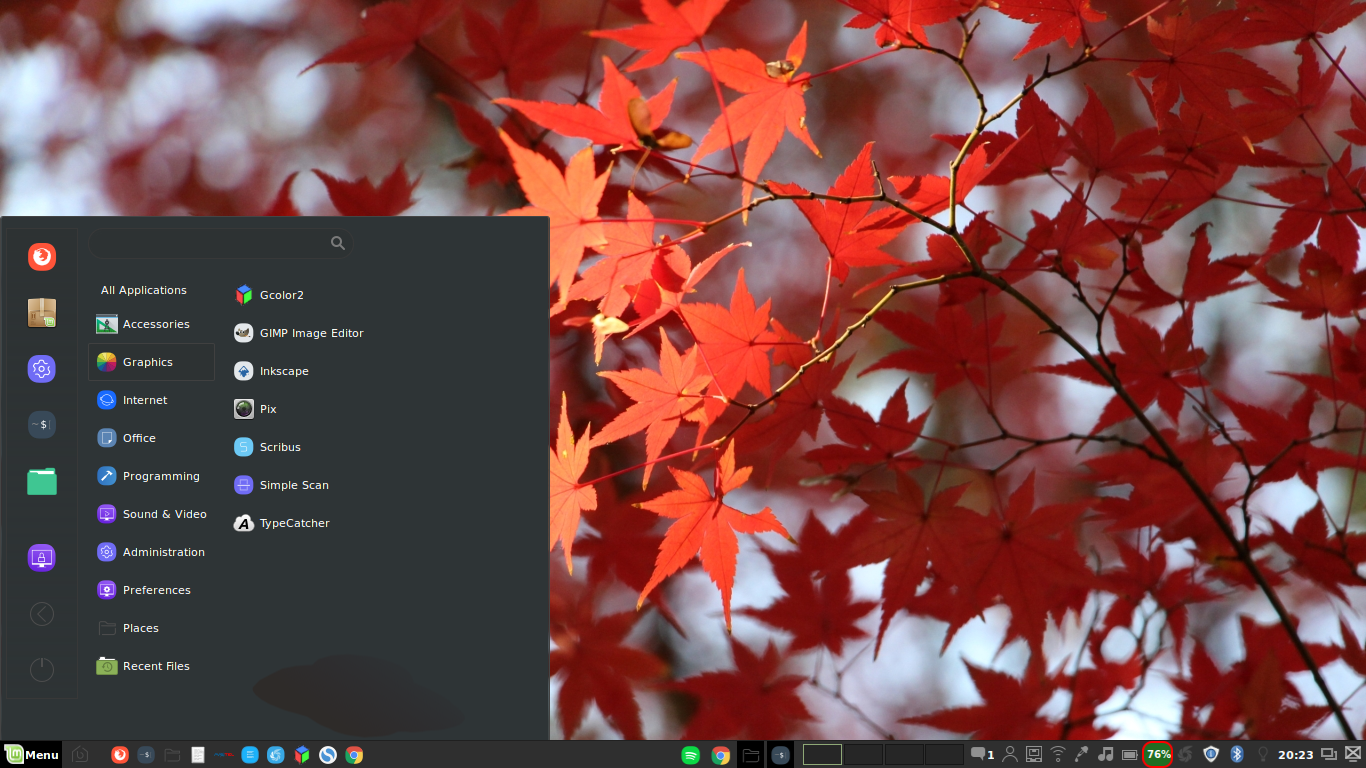 ~$
All Applications
Accessories
Graphics
Internet
Office
Programming
Sound & Video
Administration
Preferences
Places
Recent Files
Gcolor2
GIMP Image Editor
Inkscape
Pix
Scribus
Simple Scan
TypeCatcher
Menu
~$
~$
1
76%
20:23